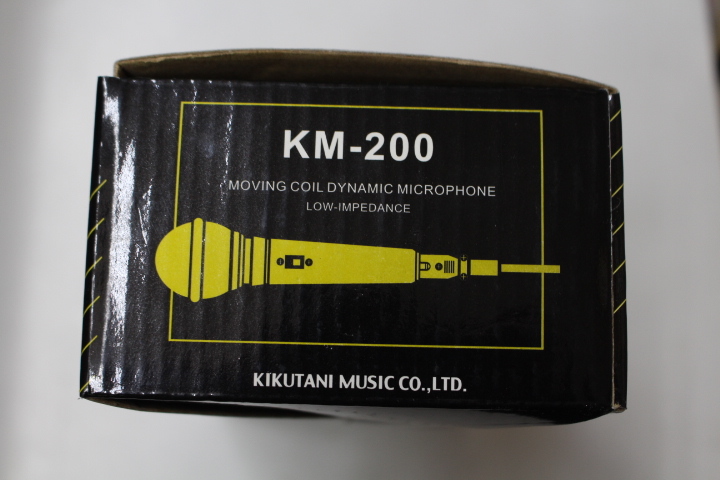 KM-200
MOVING COIL DYNAMIC MICROPHONE
LOW-IMPEDANCE
KIKUTANI MUSIC CO.,LTD.